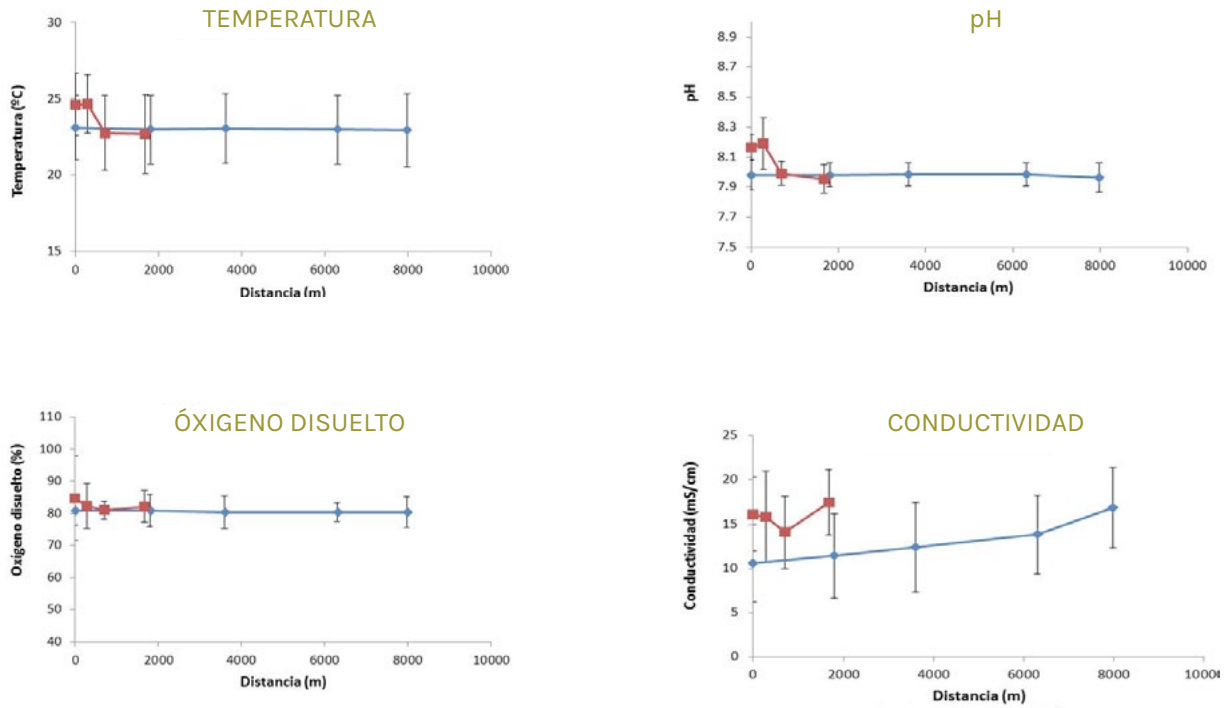 TEMPERATURA
30
25
20
15
Temperatura (ºC)
0 2000 4000 6000 8000 10000
Distancia (m)
pH
8.9
8.7
8.5
8.3
8.1
7.9
7.7
7.5
pH
0 2000 4000 6000 8000 10000
Distancia (m)
ÓXIGENO DISUELTO
110
100
90
80
70
60
50
40
Oxígeno disuelto (%)
0 2000 4000 6000 8000 10000
Distancia (m)
CONDUCTIVIDAD
25
20
15
10
5
0
Conductividad (mS/cm)
0 2000 4000 6000 8000 10000
Distancia (m)